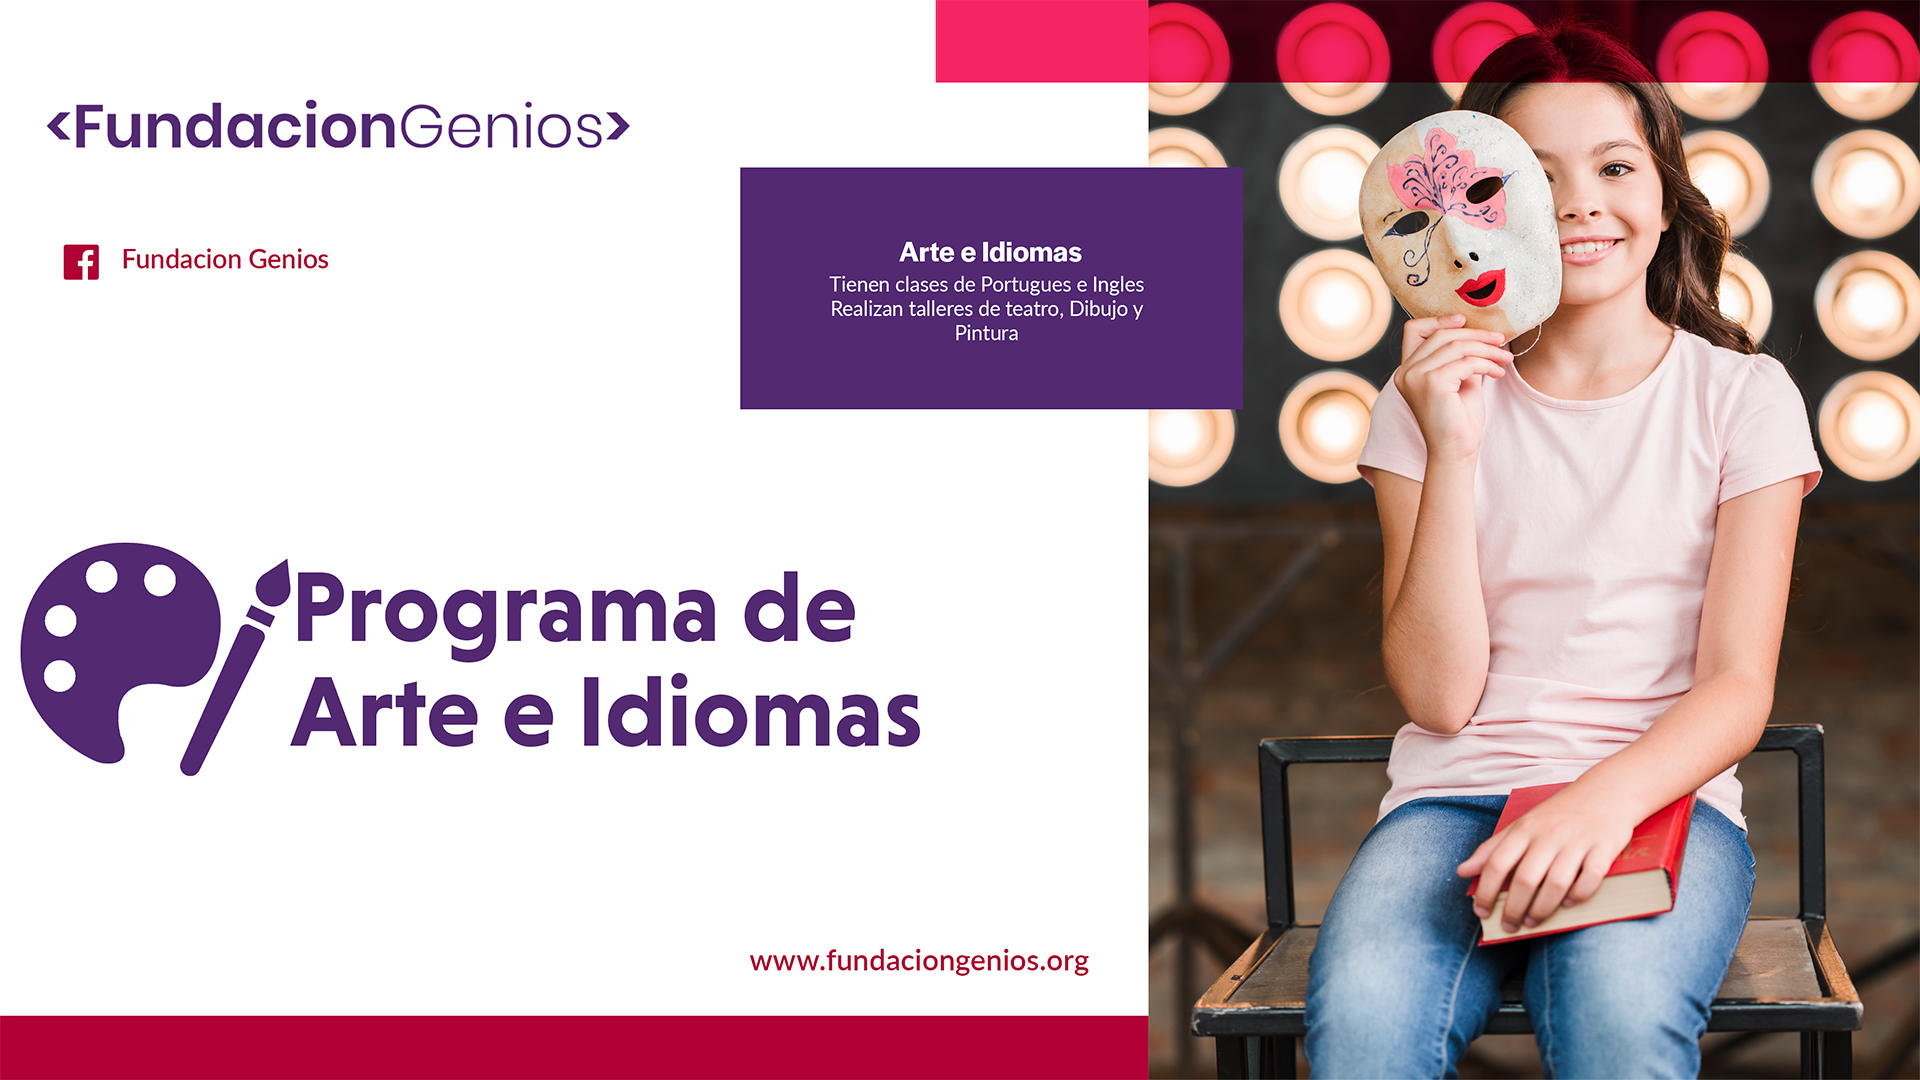 <FundacionGenios>
Fundacion Genios
Arte e Idiomas
Tienen clases de Portugues e Ingles
Realizan talleres de teatro, Dibujo y
Pintura
Programa de
Arte e Idiomas
www.fundaciongenios.org